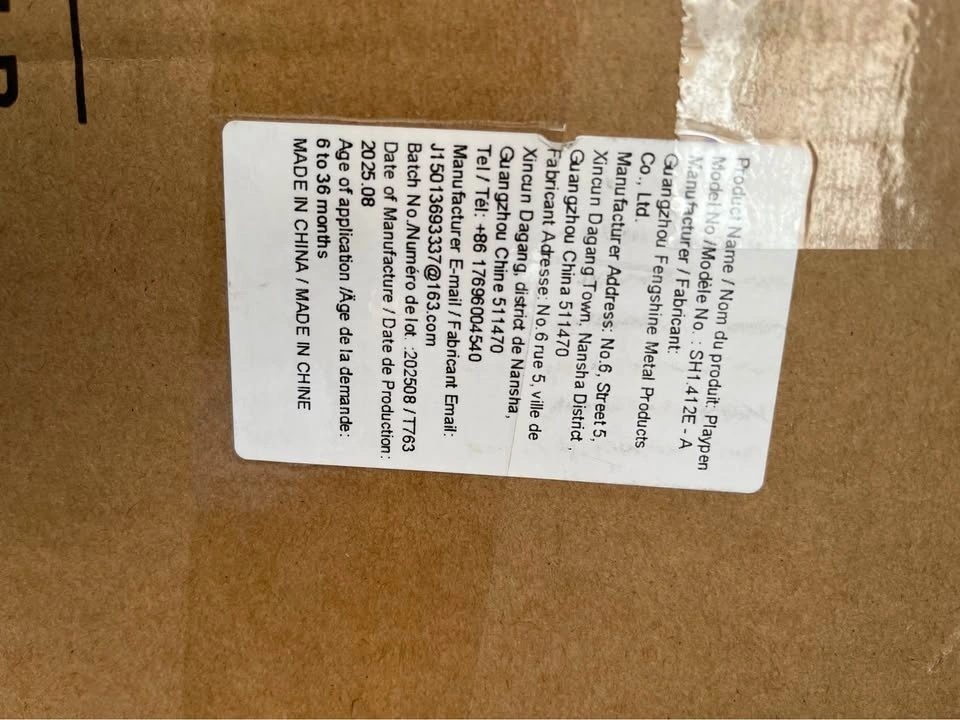 Product Name / Nom du produit: Playpen
Model No /Modèle No. : SH1.412E - A
Manufacturer / Fabricant:
Guangzhou Fengshine Metal Products
Co., Ltd.
Manufacturer Address: No.6, Street 5,
Xincun Dagang Town, Nansha District ,
Guangzhou China 511470
Fabricant Adresse: No.6 rue 5, ville de
Xincun Dagang, district de Nansha,
Guangzhou Chine 511470
Tel / Tél: +86 17696004540
Manufacturer E-mail / Fabricant Email:
J15013693337@163.com
Batch No./Numéro de lot :202508 / T763
Date of Manufacture / Date de Production:
2025.08
Age of application /Äge de la demande:
6 to 36 months
MADE IN CHINA / MADE IN CHINE